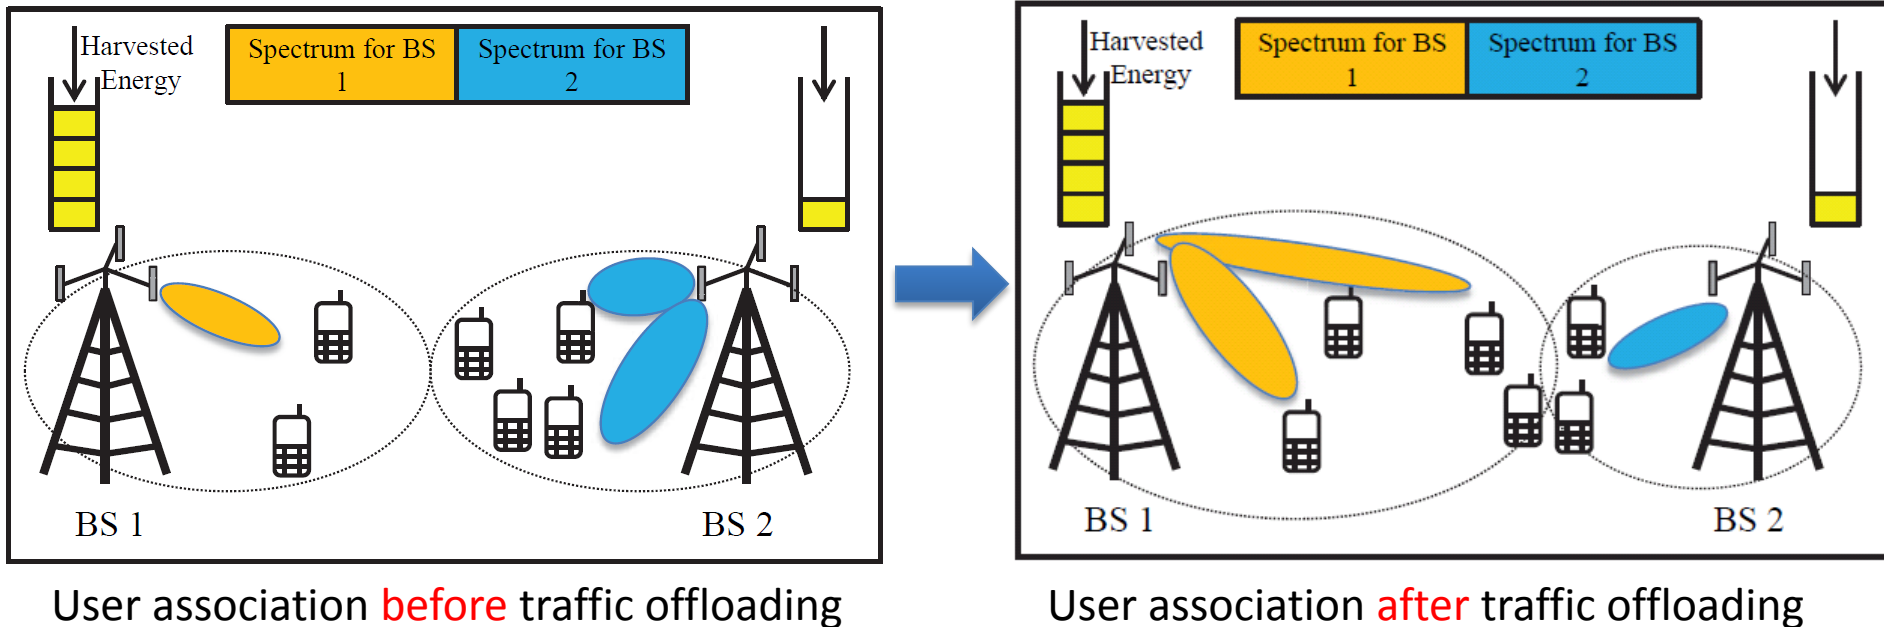 Harvested
Energy
Spectrum for BS
1
Spectrum for BS
2
BS 1
BS 2
User association before traffic offloading
Harvested
Energy
Spectrum for BS
1
Spectrum for BS
2
BS 1
BS 2
User association after traffic offloading